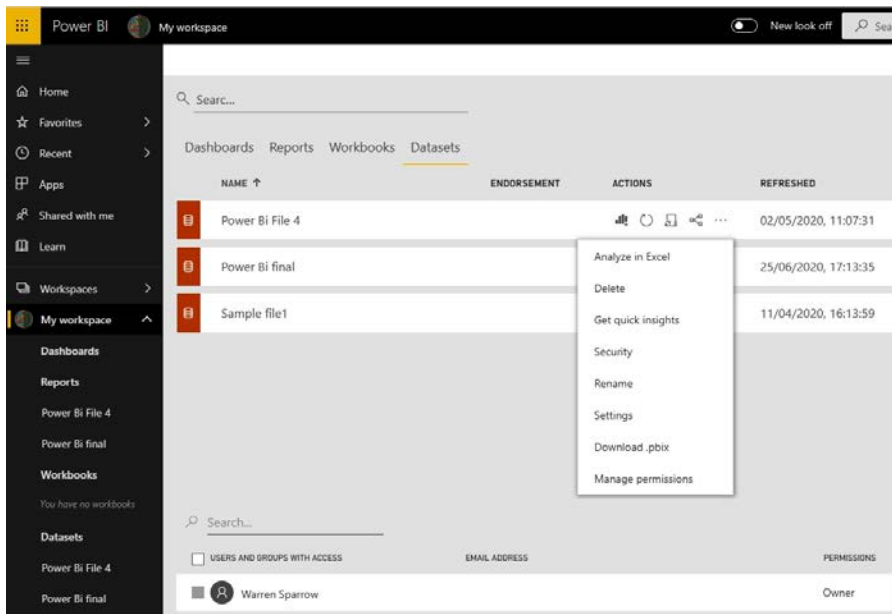 Power BI
My workspace
New look off
Sea
Home
Favorites
Recent
Apps
Shared with me
Learn
Workspaces
My workspace
Dashboards
Reports
Power Bi File 4
Power Bi final
Workbooks
You have no workbooks
Datasets
Power Bi File 4
Power Bi final
Searc...
Dashboards Reports Workbooks Datasets
NAME ↑ ENDORSEMENT ACTIONS REFRESHED
Power Bi File 4 02/05/2020, 11:07:31
Power Bi final 25/06/2020, 17:13:35
Sample file1 11/04/2020, 16:13:59
Analyze in Excel
Delete
Get quick insights
Security
Rename
Settings
Download .pbix
Manage permissions
Search...
USERS AND GROUPS WITH ACCESS EMAIL ADDRESS PERMISSIONS
Warren Sparrow Owner